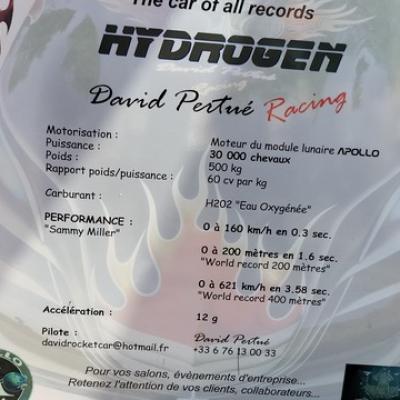 The car of all records
HYDROGEN
David Pertué Racing
Motorisation : Moteur du module lunaire APOLLO
Puissance : 30 000 chevaux
Poids : 500 kg
Rapport poids/puissance : 60 cv par kg
Carburant : H202 "Eau Oxygénée"
PERFORMANCE : 0 à 160 km/h en 0.3 sec.
"Sammy Miller"
0 à 200 mètres en 1.6 sec.
"World record 200 mètres"
0 à 621 km/h en 3.58 sec.
"World record 400 mètres"
Accélération : 12 g
Pilote : David Pertué
davidrocketcar@hotmail.fr +33 6 76 13 00 33
Pour vos salons, évènements d'entreprise...
Retenez l'attention de vos clients, collaborateurs...